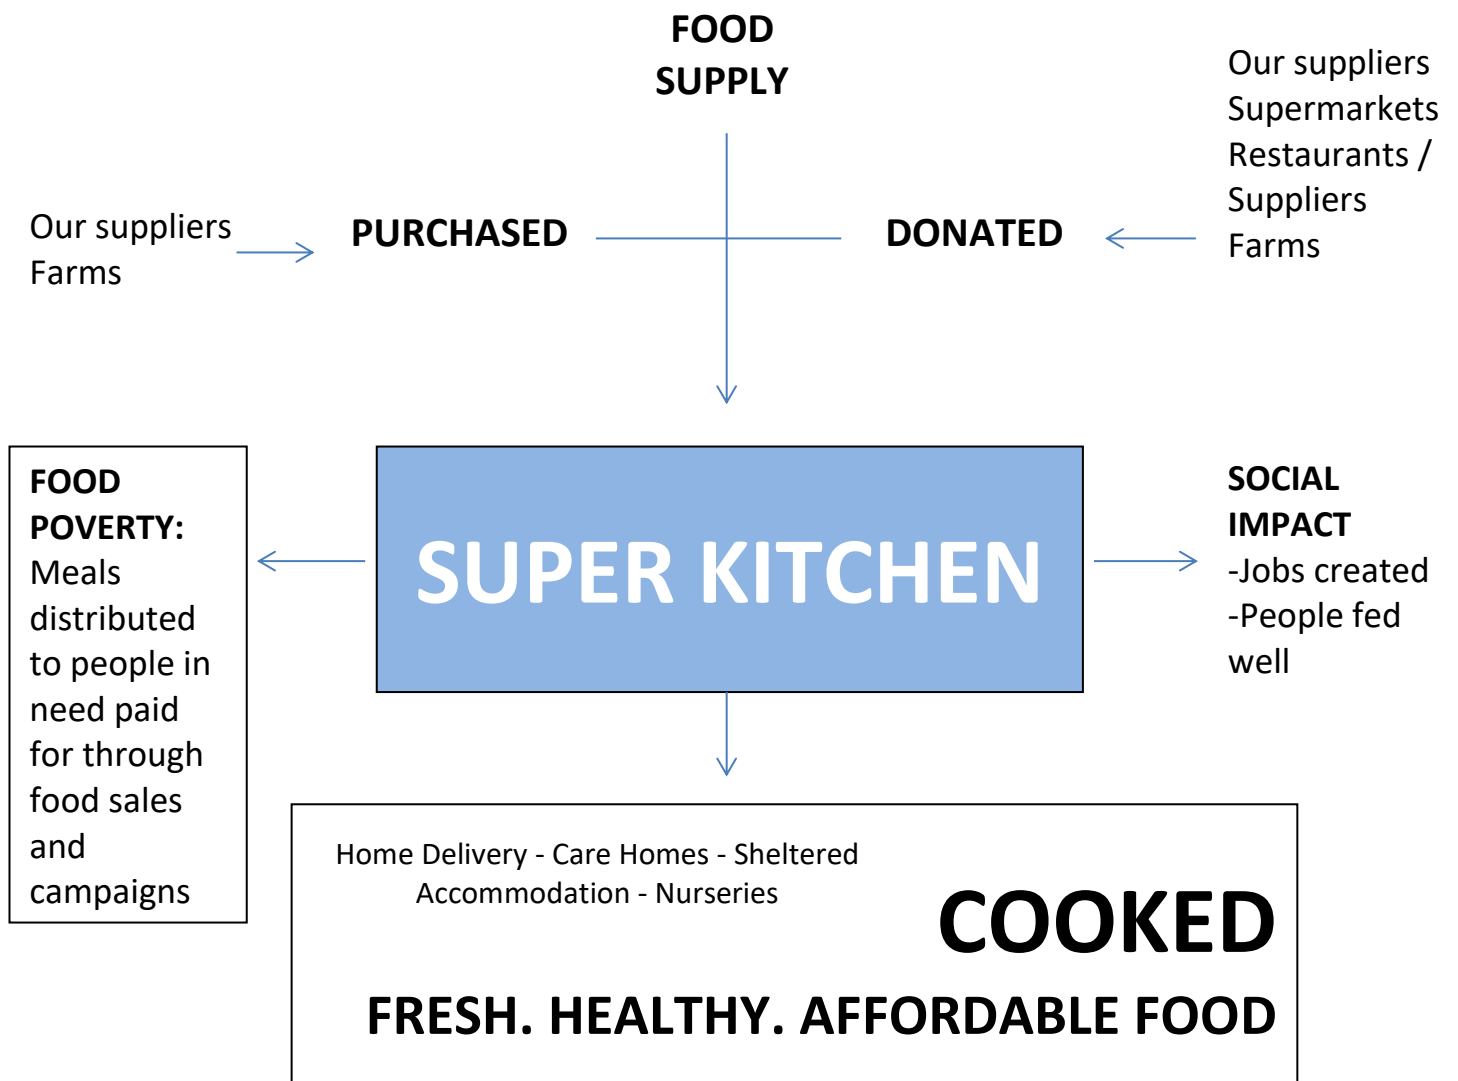 FOOD
SUPPLY
Our suppliers
Supermarkets
Restaurants /
Suppliers
Farms
Our suppliers
Farms
PURCHASED
DONATED
FOOD
POVERTY:
Meals
distributed
to people in
need paid
for through
food sales
and
campaigns
SUPER KITCHEN
SOCIAL
IMPACT
-Jobs created
-People fed
well
Home Delivery - Care Homes - Sheltered
Accommodation - Nurseries
COOKED
FRESH. HEALTHY. AFFORDABLE FOOD